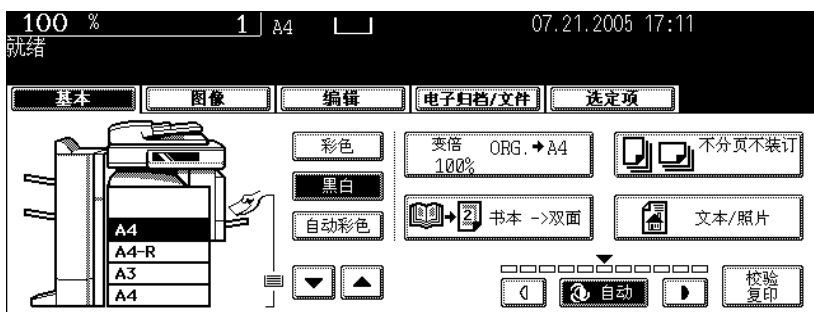 100 % 1 A4 07.21.2005 17:11
就绪
基本 图像 编辑 电子归档/文件 选定项
彩色
黑白
自动彩色
变倍 ORG.→A4
100%
不分页不装订
2 书本 ->双面
文本/照片
A4
A4-R
A3
A4
自动
校验
复印